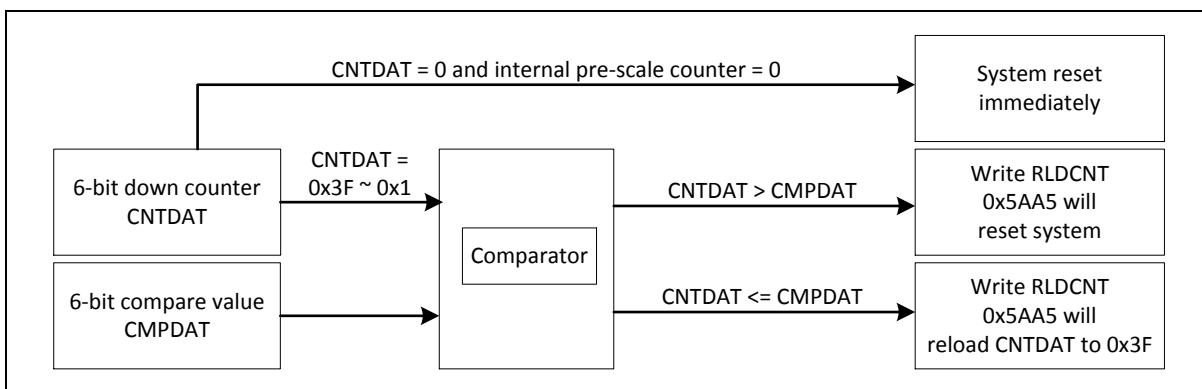 CNTDAT = 0 and internal pre-scale counter = 0
System reset
immediately
6-bit down counter
CNTDAT
CNTDAT =
0x3F ~ 0x1
Comparator
CNTDAT > CMPDAT
Write RLDCNT
0x5AA5 will
reset system
6-bit compare value
CMPDAT
CNTDAT <= CMPDAT
Write RLDCNT
0x5AA5 will
reload CNTDAT to 0x3F